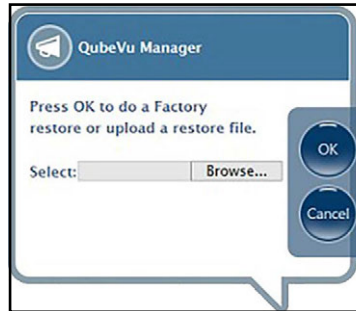 QubeVu Manager
Press OK to do a Factory
restore or upload a restore file.
Select: Browse...
OK
Cancel